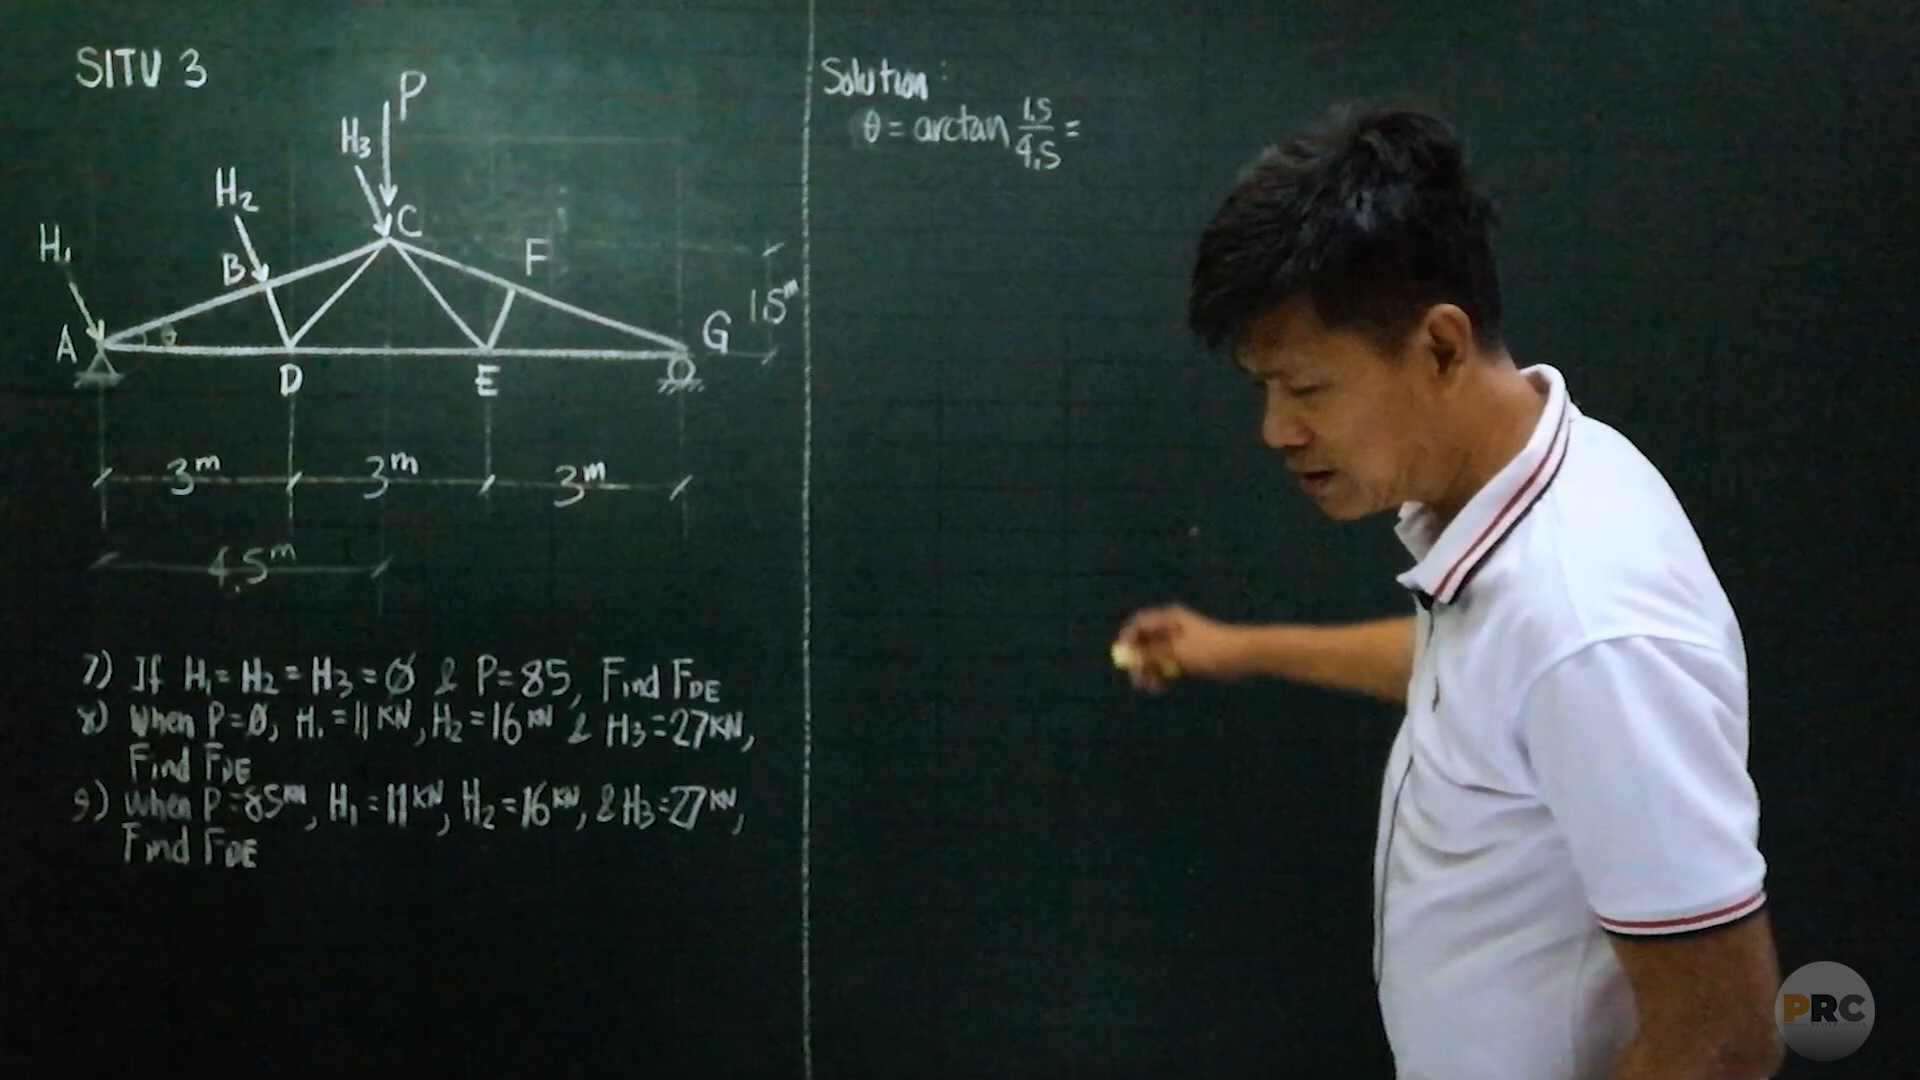 SITU 3
P
H3
H2
C
H1
B
F
A
θ
G
1.5m
D
E
3m
3m
3m
4.5m
7) If H1 = H2 = H3 = Ø & P = 85, Find FDE
8) when P = Ø, H1 = 11 KN, H2 = 16 KN & H3 = 27 KN,
Find FDE
9) when P = 85 KN, H1 = 11 KN, H2 = 16 KN, & H3 = 27 KN,
Find FDE
Solution:
θ = arctan 1.5/4.5 =
PRC